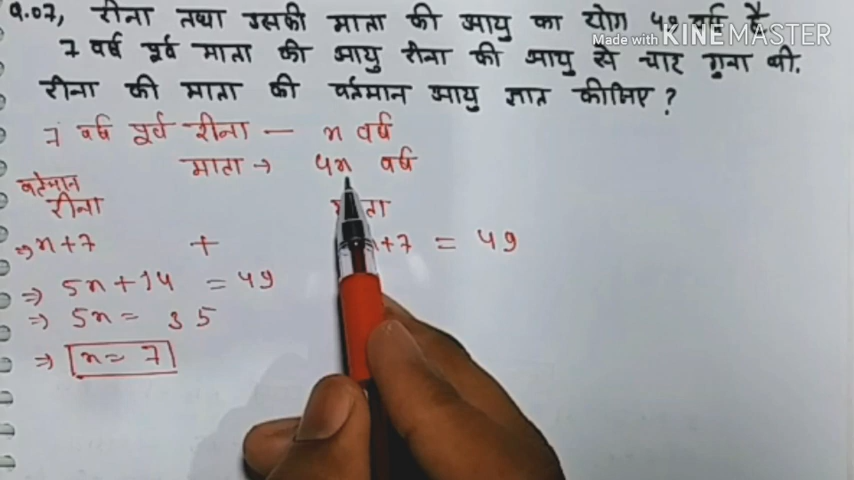 Q.07, रीना तथा उसकी माता की आयु का योग 49 वर्ष है
Made with KINEMASTER
7 वर्ष पूर्व माता की आयु रीना की आयु से चार गुना थी.
रीना की माता की वर्तमान आयु ज्ञात कीजिए ?
7 वर्ष पूर्व रीना — x वर्ष
माता → 4x वर्ष
वर्तमान
रीना
⇒ x+7 + +7 = 49
⇒ 5x+14 = 49
⇒ 5x = 35
⇒ x = 7